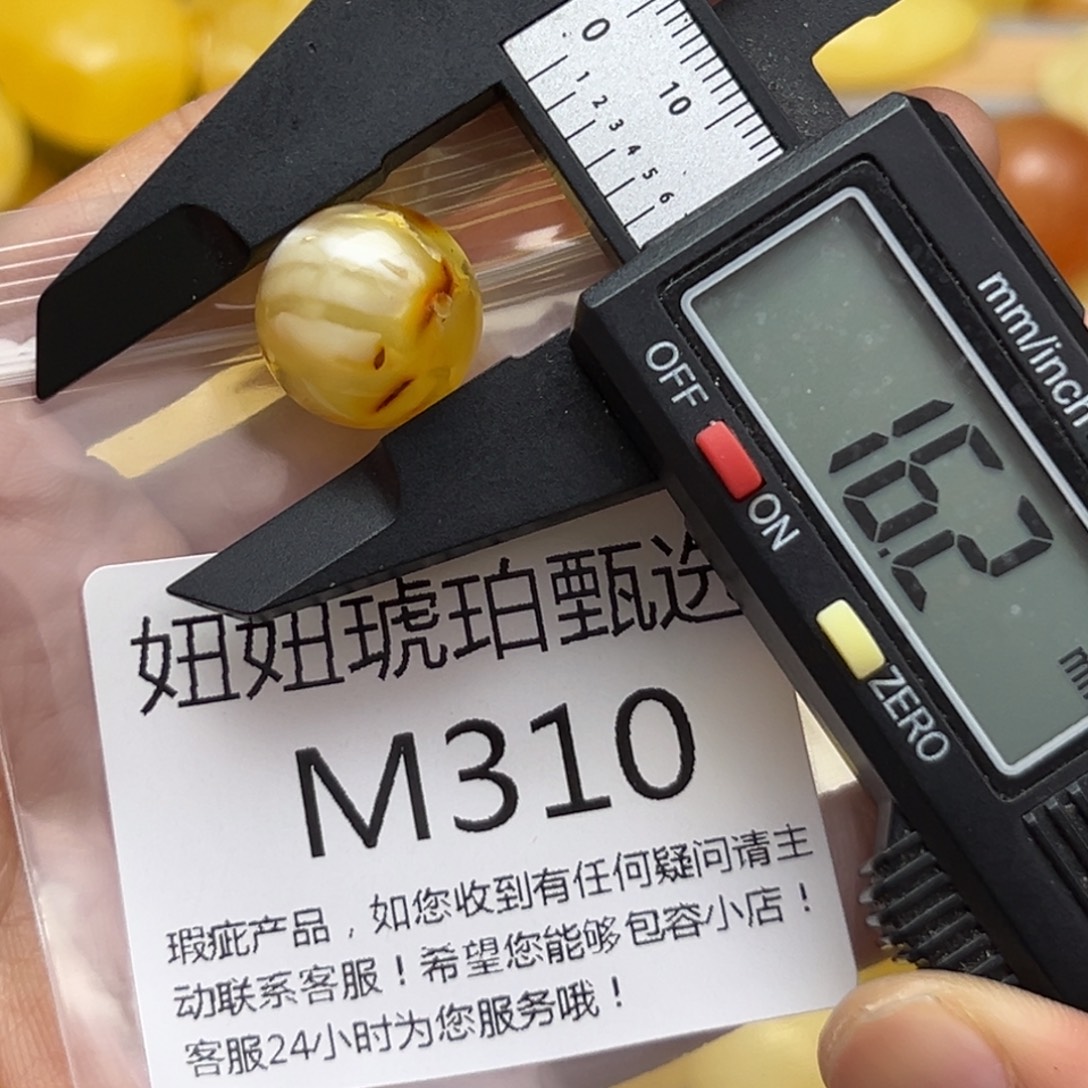 0
10
1 2 3 4 5 6
mm/inch
OFF
ON
16.2
ZERO
妞妞琥珀甄选
M310
瑕疵产品，如您收到有任何疑问请主
动联系客服！希望您能够包容小店！
客服24小时为您服务哦！